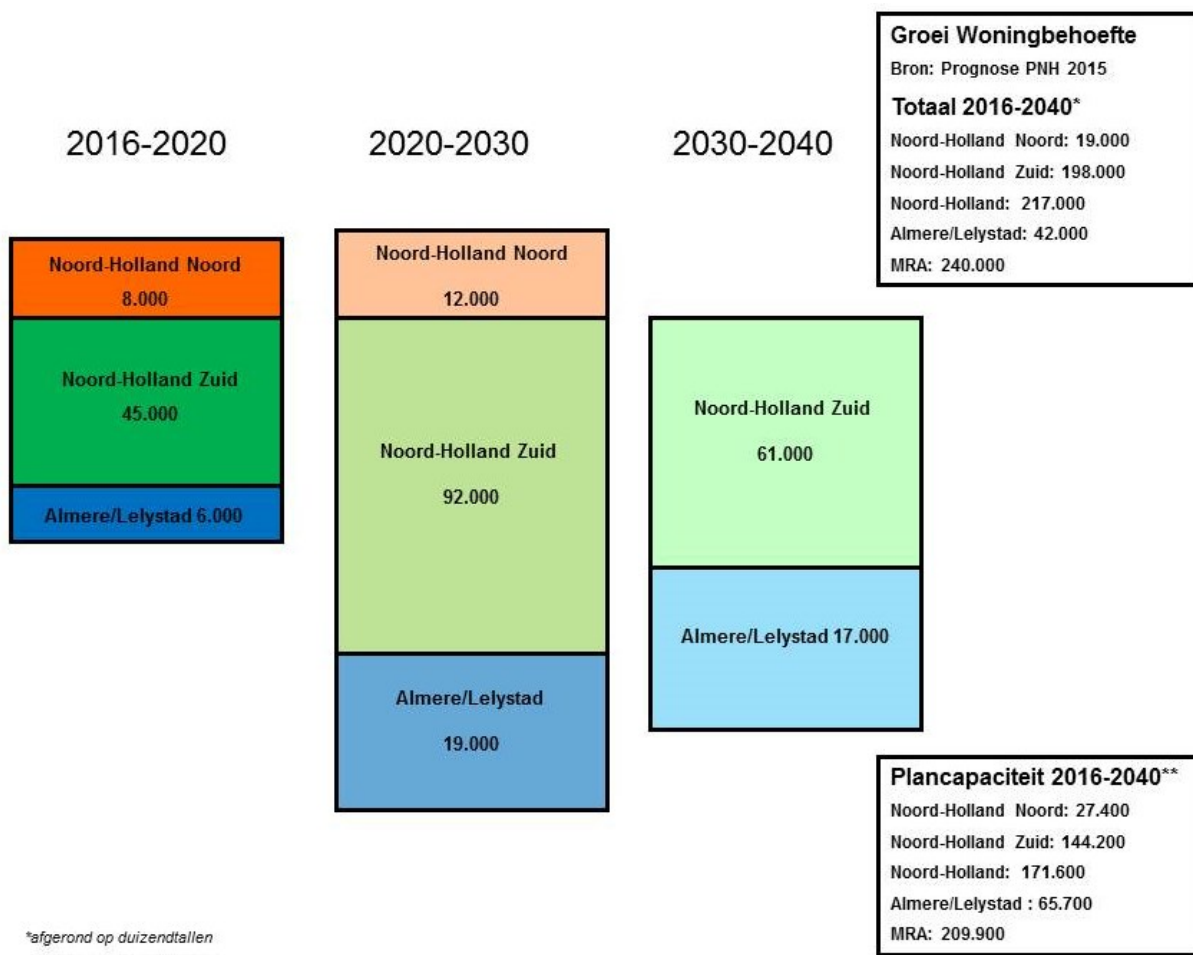 Groei Woningbehoefte
Bron: Prognose PNH 2015
Totaal 2016-2040*
Noord-Holland Noord: 19.000
Noord-Holland Zuid: 198.000
Noord-Holland: 217.000
Almere/Lelystad: 42.000
MRA: 240.000
2016-2020
2020-2030
2030-2040
Noord-Holland Noord
8.000
Noord-Holland Zuid
45.000
Almere/Lelystad 6.000
Noord-Holland Noord
12.000
Noord-Holland Zuid
92.000
Almere/Lelystad
19.000
Noord-Holland Zuid
61.000
Almere/Lelystad 17.000
Plancapaciteit 2016-2040**
Noord-Holland Noord: 27.400
Noord-Holland Zuid: 144.200
Noord-Holland: 171.600
Almere/Lelystad : 65.700
MRA: 209.900
*afgerond op duizendtallen